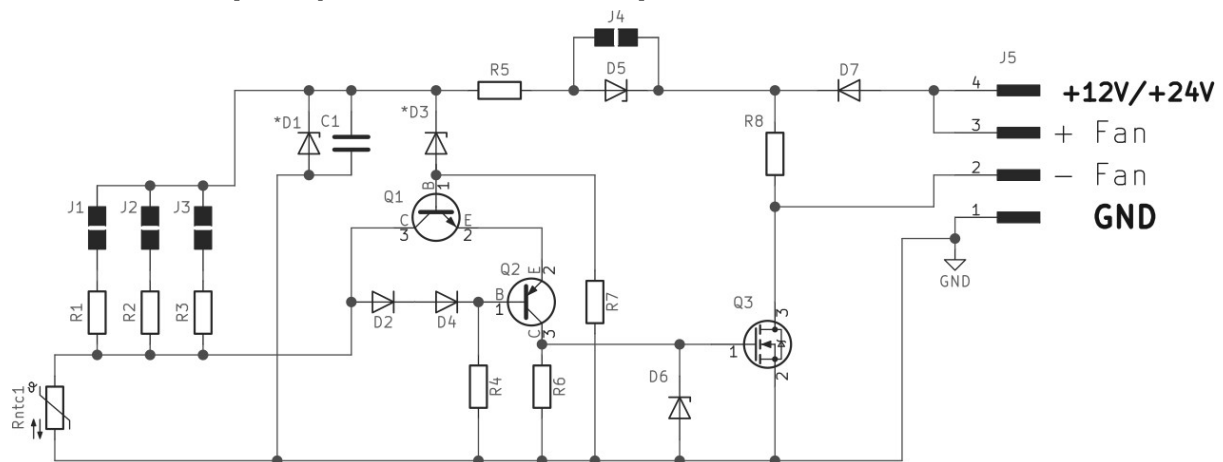 J4
J5
R5
D5
D7
4
+12V/+24V
*D1
C1
*D3
R8
3
+ Fan
B
1
2
- Fan
J1
J2
J3
Q1
C
3
E
2
1
GND
GND
Q2
E
2
R1
R2
R3
D2
D4
B
1
C
3
R7
Q3
3
1
2
Rntc1
ϑ
R4
R6
D6